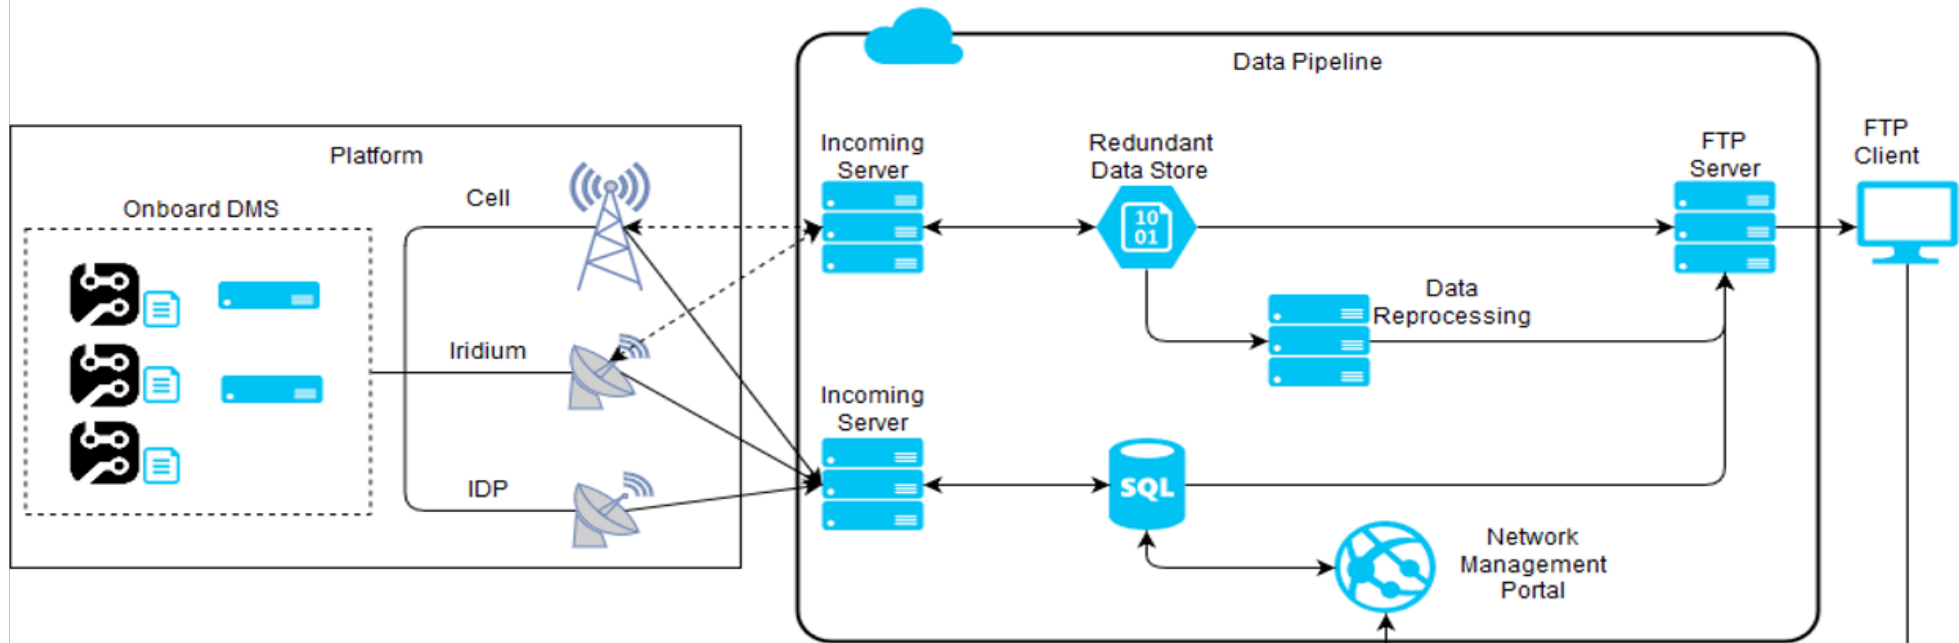 Data Pipeline
Platform
Onboard DMS
Cell
Iridium
IDP
Incoming
Server
Redundant
Data Store
10
01
FTP
Server
FTP
Client
Data
Reprocessing
Incoming
Server
SQL
Network
Management
Portal